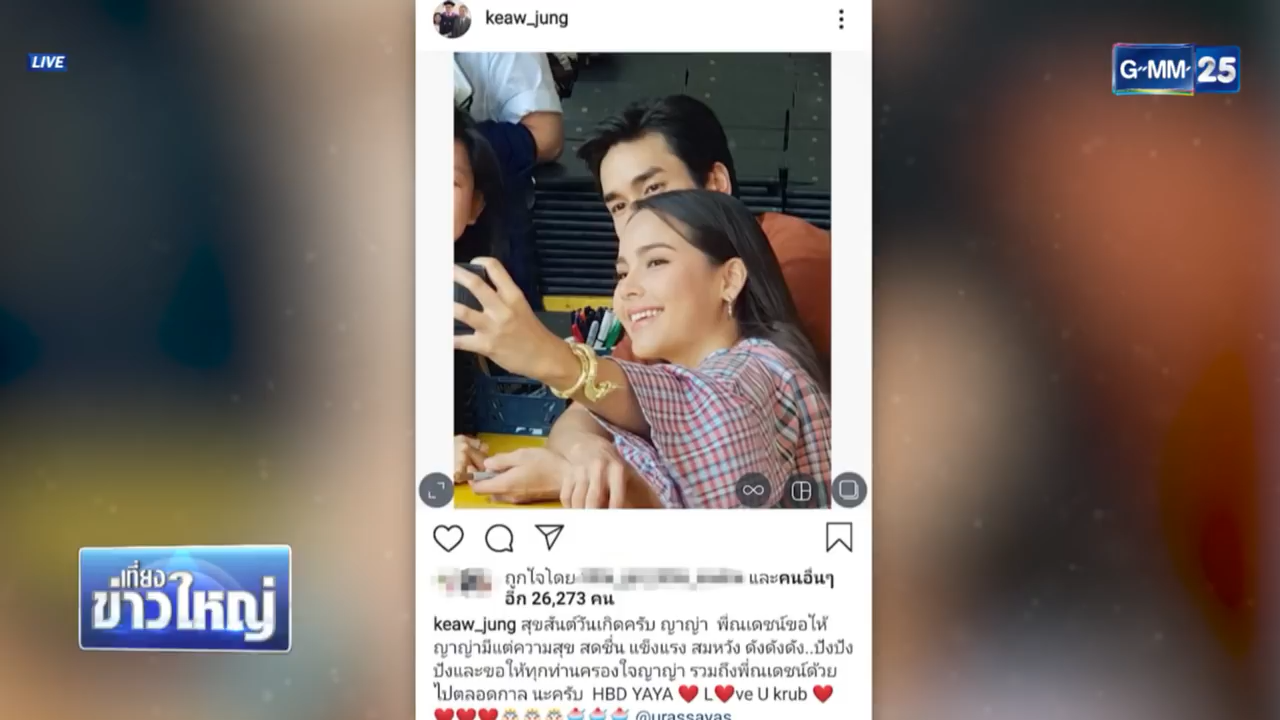 keaw_jung
LIVE
G-MM 25
เที่ยง
ข่าวใหญ่
ถูกใจโดย และคนอื่นๆ
อีก 26,273 คน
keaw_jung สุขสันต์วันเกิดครับ ญาญ่า พี่ณเดชน์ขอให้
ญาญ่ามีแต่ความสุข สดชื่น แข็งแรง สมหวัง ดังดังดัง..ปังปัง
ปังและขอให้ทุกท่านครองใจญาญ่า รวมถึงพี่ณเดชน์ด้วย
ไปตลอดกาล นะครับ HBD YAYA ❤️ L❤️ve U krub ❤️
❤️❤️❤️🎂🎂🎂🧁🧁🧁 @urassayas